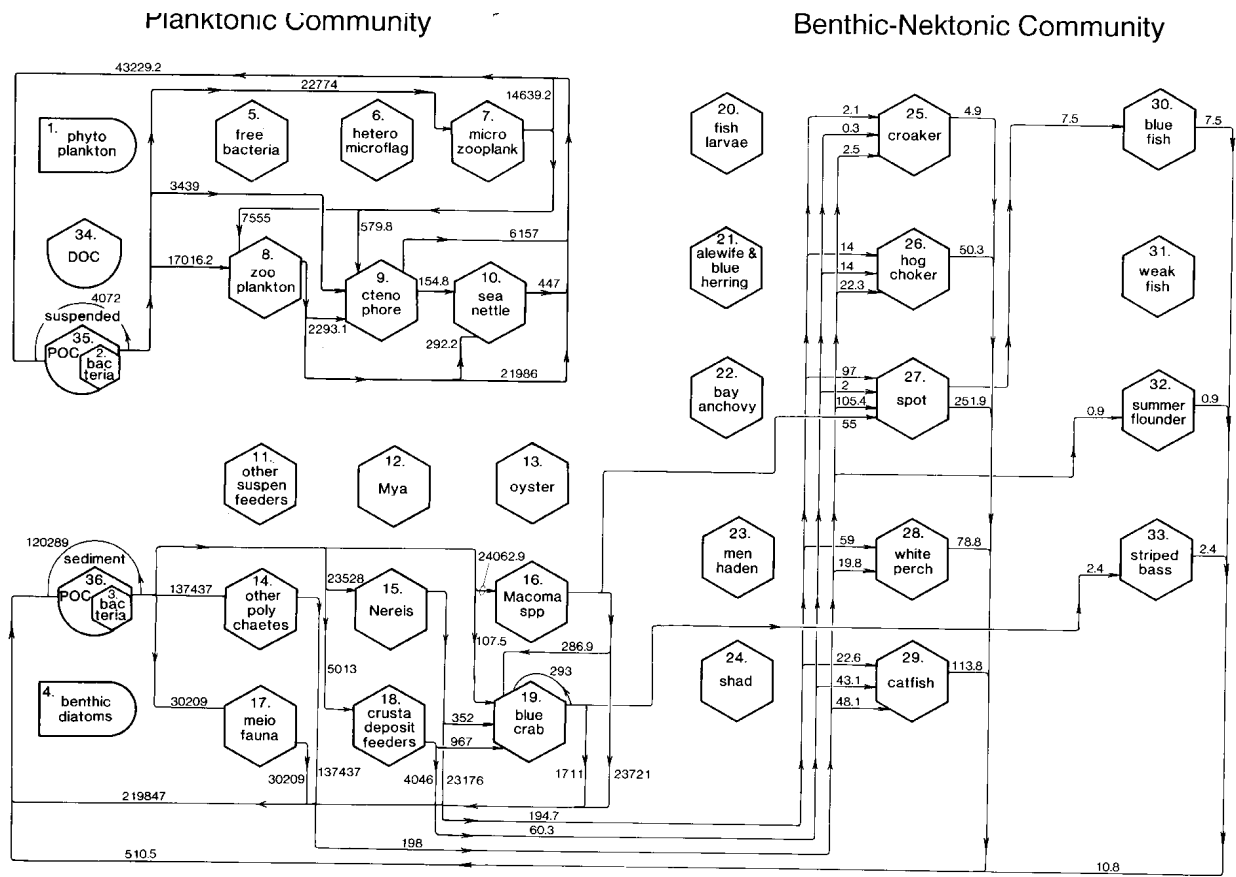 Planktonic Community
Benthic-Nektonic Community
43229.2
22774
14639.2
1.
phyto
plankton
5.
free
bacteria
6.
hetero
microflag
7.
micro
zooplank
3439
7555
579.8
6157
34.
DOC
17016.2
8.
zoo
plankton
9.
cteno
phore
154.8
10.
sea
nettle
447
4072
suspended
35.
POC
2.
bac
teria
2293.1
292.2
21986
20.
fish
larvae
2.1
0.3
2.5
25.
croaker
4.9
7.5
30.
blue
fish
7.5
21.
alewife &
blue
herring
14
14
22.3
26.
hog
choker
50.3
31.
weak
fish
22.
bay
anchovy
97
2
105.4
55
27.
spot
251.9
0.9
32.
summer
flounder
0.9
11.
other
suspen
feeders
12.
Mya
13.
oyster
120289
sediment
36.
POC
3.
bac
teria
137437
14.
other
poly
chaetes
23528
15.
Nereis
24062.9
16.
Macoma
spp
107.5
286.9
293
5013
23.
men
haden
59
19.8
28.
white
perch
78.8
2.4
33.
striped
bass
2.4
4.
benthic
diatoms
30209
17.
meio
fauna
18.
crusta
deposit
feeders
352
967
19.
blue
crab
24.
shad
22.6
43.1
48.1
29.
catfish
113.8
30209
137437
4046
23176
1711
23721
219847
194.7
60.3
198
510.5
10.8